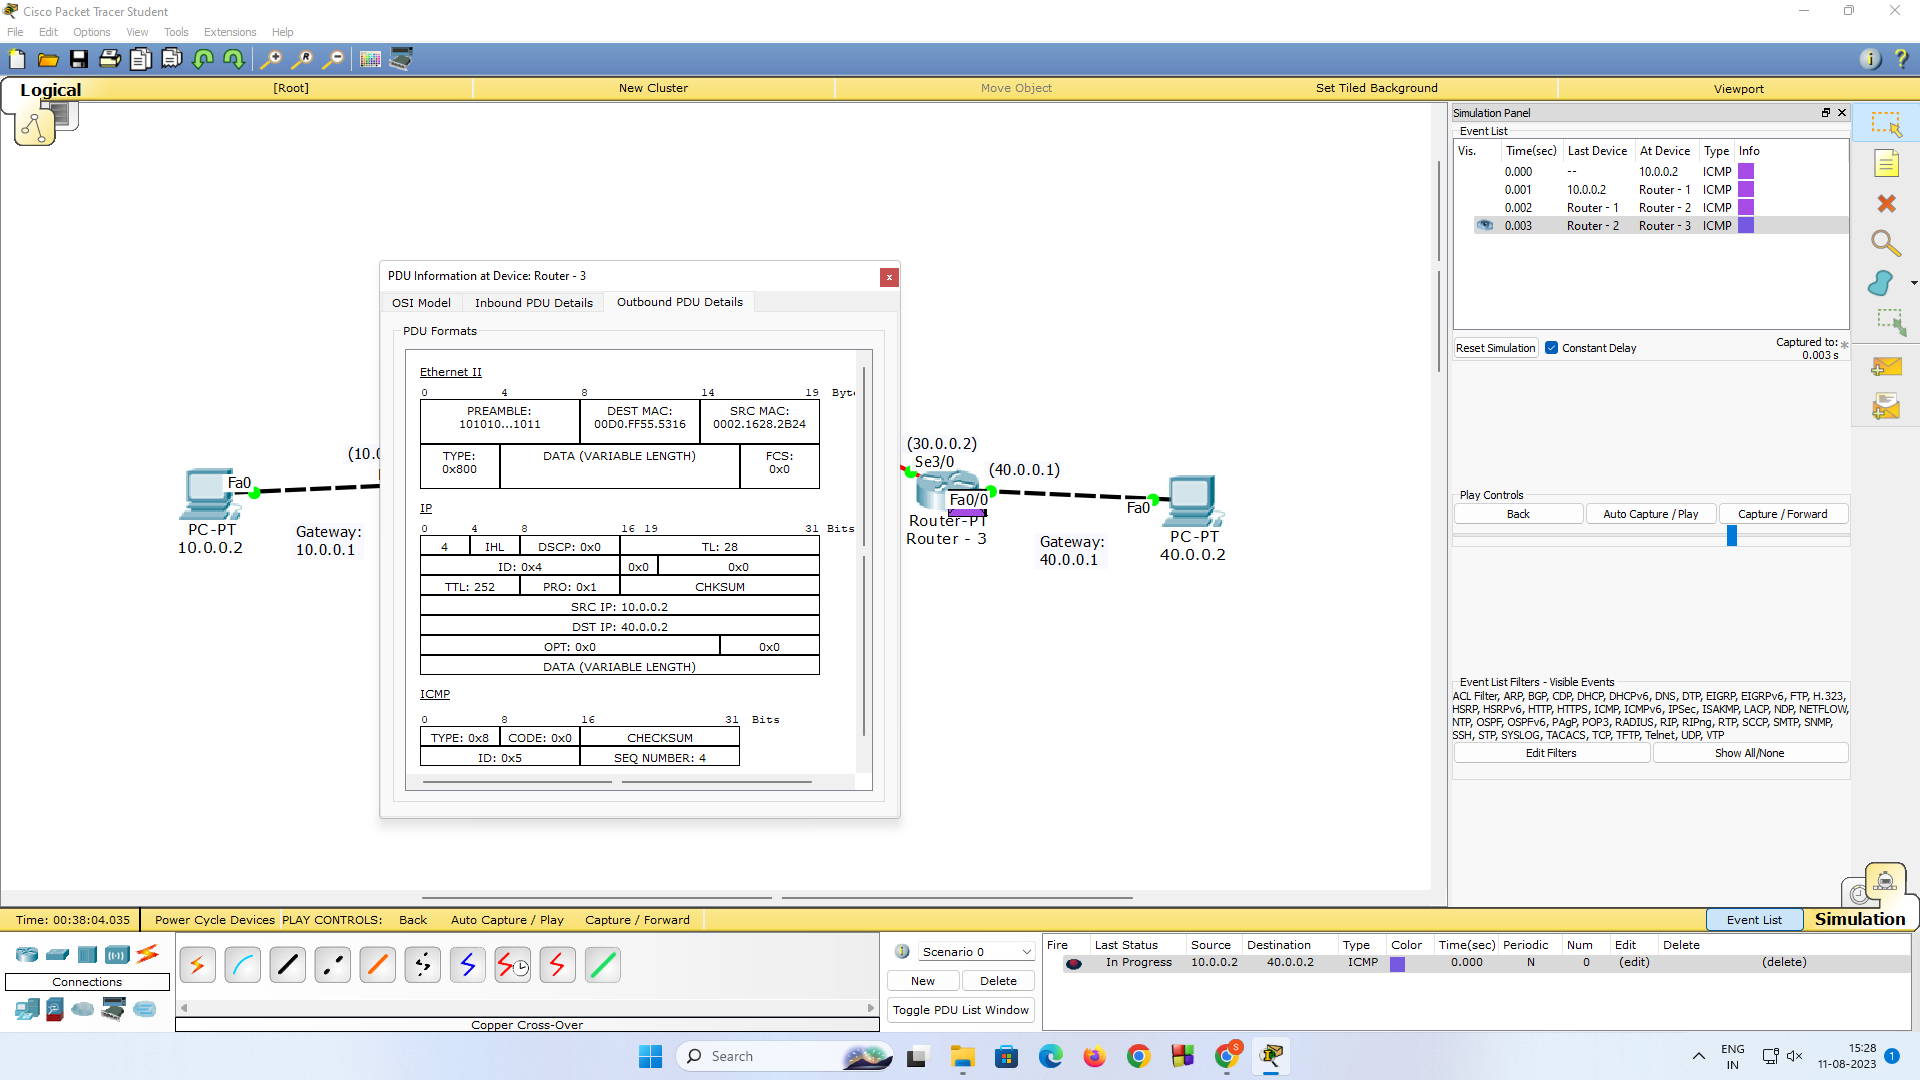 Cisco Packet Tracer Student
File Edit Options View Tools Extensions Help
Logical [Root] New Cluster Move Object Set Tiled Background Viewport
Simulation Panel
Event List
Vis. Time(sec) Last Device At Device Type Info
0.000 -- 10.0.0.2 ICMP
0.001 10.0.0.2 Router - 1 ICMP
0.002 Router - 1 Router - 2 ICMP
0.003 Router - 2 Router - 3 ICMP
Reset Simulation Constant Delay Captured to: *
0.003 s
Play Controls
Back Auto Capture / Play Capture / Forward
Event List Filters - Visible Events
ACL Filter, ARP, BGP, CDP, DHCP, DHCPv6, DNS, DTP, EIGRP, EIGRPv6, FTP, H.323,
HSRP, HSRPv6, HTTP, HTTPS, ICMP, ICMPv6, IPSec, ISAKMP, LACP, NDP, NETFLOW,
NTP, OSPF, OSPFv6, PAgP, POP3, RADIUS, RIP, RIPng, RTP, SCCP, SMTP, SNMP,
SSH, STP, SYSLOG, TACACS, TCP, TFTP, Telnet, UDP, VTP
Edit Filters Show All/None
PDU Information at Device: Router - 3
x
OSI Model Inbound PDU Details Outbound PDU Details
PDU Formats
Ethernet II
0 4 8 14 19 Byt
PREAMBLE: DEST MAC: SRC MAC:
101010...1011 00D0.FF55.5316 0002.1628.2B24
TYPE: DATA (VARIABLE LENGTH) FCS:
0x800 0x0
IP
0 4 8 16 19 31 Bits
4 IHL DSCP: 0x0 TL: 28
ID: 0x4 0x0 0x0
TTL: 252 PRO: 0x1 CHKSUM
SRC IP: 10.0.0.2
DST IP: 40.0.0.2
OPT: 0x0 0x0
DATA (VARIABLE LENGTH)
ICMP
0 8 16 31 Bits
TYPE: 0x8 CODE: 0x0 CHECKSUM
ID: 0x5 SEQ NUMBER: 4
(10.0
Fa0
PC-PT
10.0.0.2
Gateway:
10.0.0.1
(30.0.0.2)
Se3/0
(40.0.0.1)
Fa0/0
Router-PT
Router - 3
Fa0
Gateway:
40.0.0.1
PC-PT
40.0.0.2
Time: 00:38:04.035 Power Cycle Devices PLAY CONTROLS: Back Auto Capture / Play Capture / Forward Event List Simulation
Connections
Copper Cross-Over
Scenario 0
New Delete
Toggle PDU List Window
Fire Last Status Source Destination Type Color Time(sec) Periodic Num Edit Delete
In Progress 10.0.0.2 40.0.0.2 ICMP 0.000 N 0 (edit) (delete)
Search
S
ENG
IN
15:28
11-08-2023
1